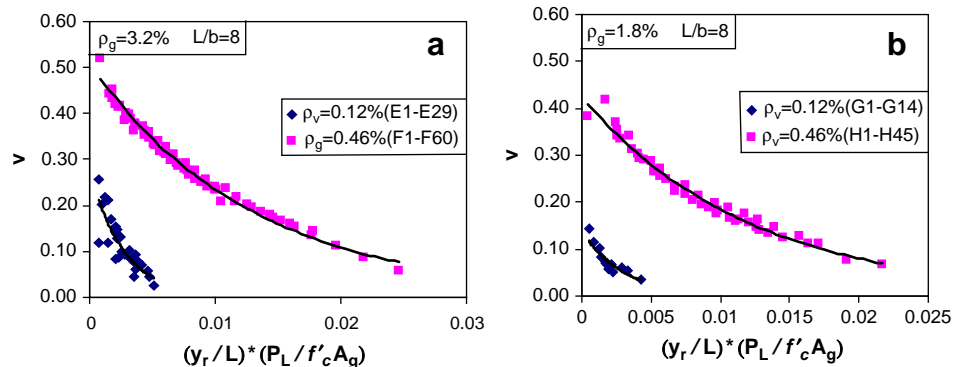 ρg=3.2% L/b=8
a
ρv=0.12%(E1-E29)
ρg=0.46%(F1-F60)
v
0.60
0.50
0.40
0.30
0.20
0.10
0.00
0
0.01
0.02
0.03
(yr/L)*(PL/f'cAg)
ρg=1.8% L/b=8
b
ρv=0.12%(G1-G14)
ρv=0.46%(H1-H45)
v
0.60
0.50
0.40
0.30
0.20
0.10
0.00
0
0.005
0.01
0.015
0.02
0.025
(yr/L)*(PL/f'cAg)